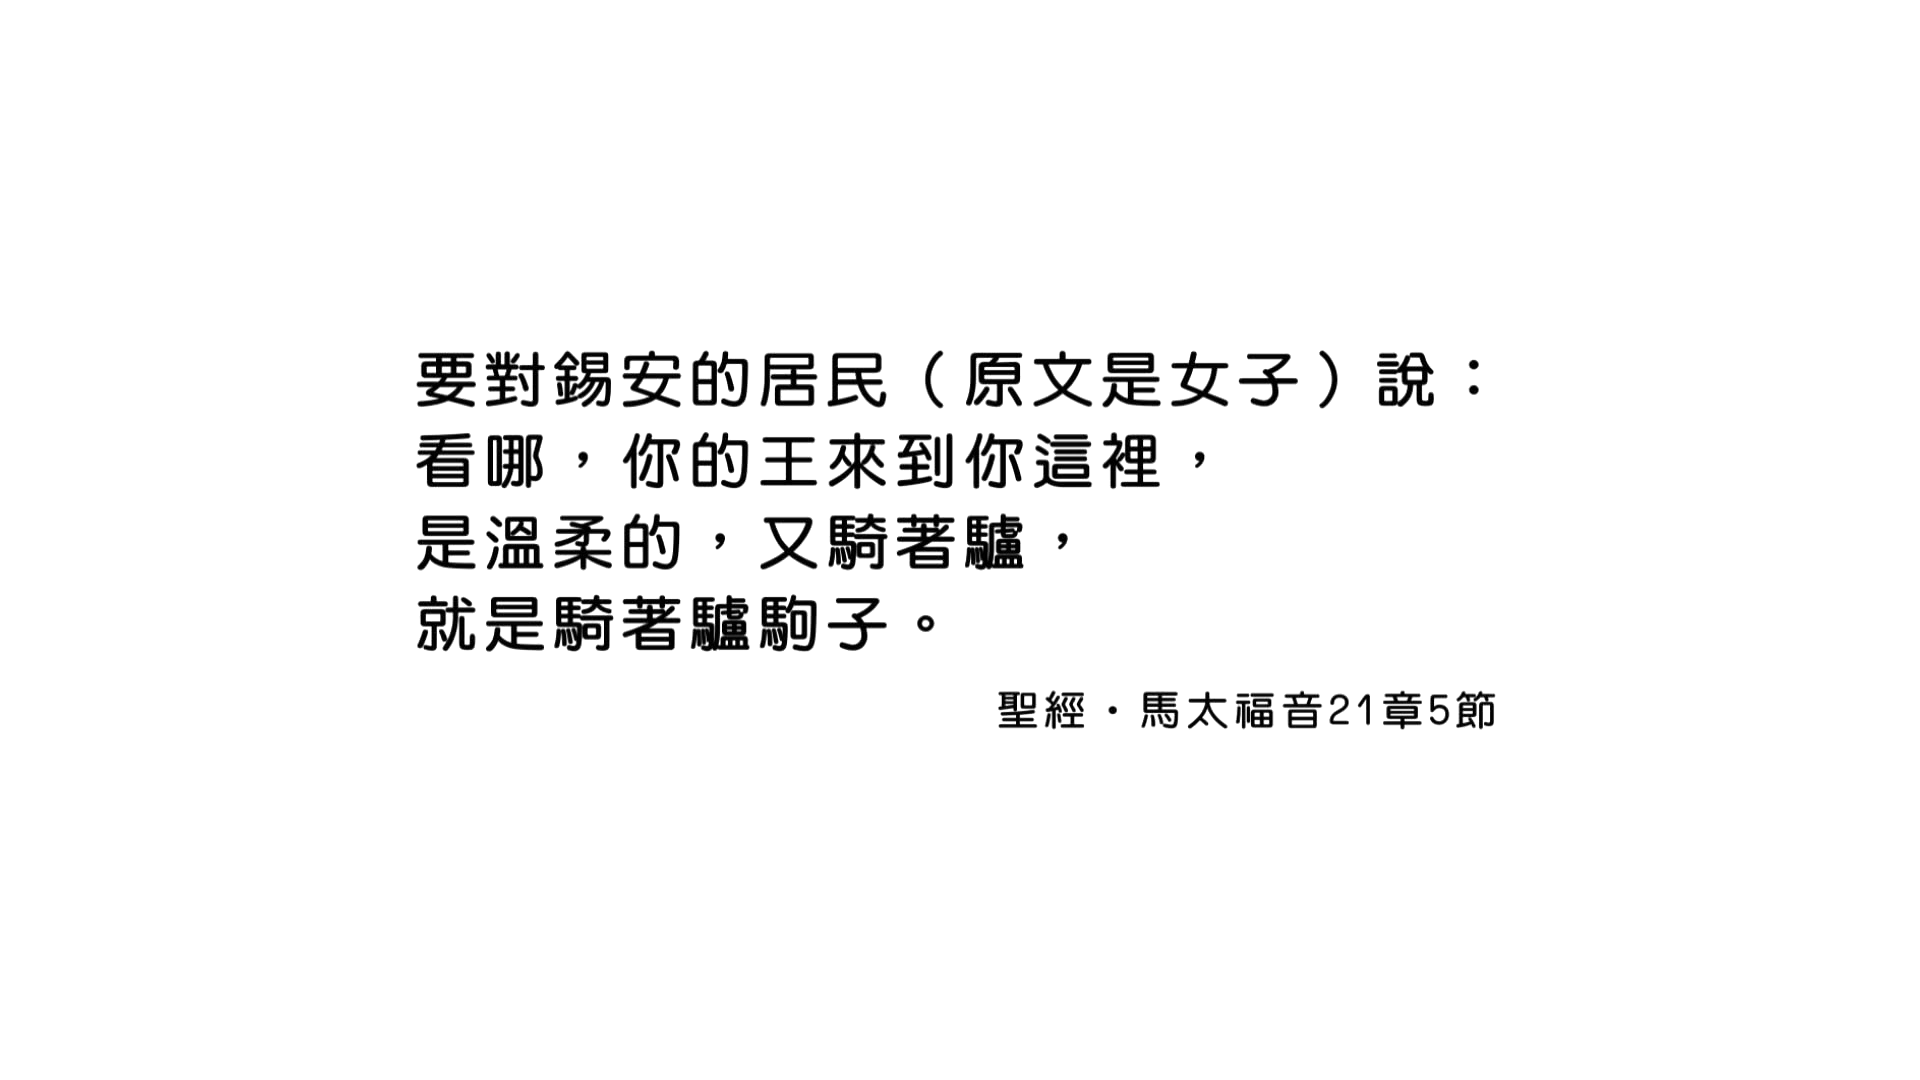 要對錫安的居民（原文是女子）說：
看哪，你的王來到你這裡，
是溫柔的，又騎著驢，
就是騎著驢駒子。
聖經・馬太福音21章5節